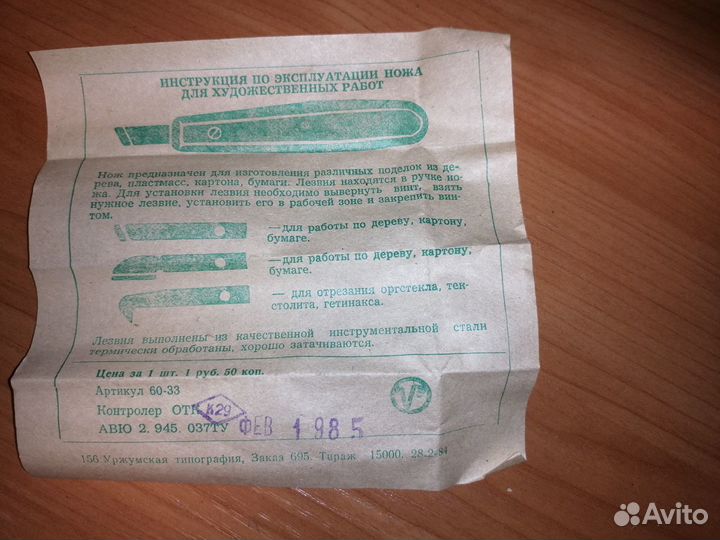 ИНСТРУКЦИЯ ПО ЭКСПЛУАТАЦИИ НОЖА
ДЛЯ ХУДОЖЕСТВЕННЫХ РАБОТ
Нож предназначен для изготовления различных поделок из де-
рева, пластмасс, картона, бумаги. Лезвия находятся в ручке но-
жа. Для установки лезвия необходимо вывернуть винт, взять
нужное лезвие, установить его в рабочей зоне и закрепить вин-
том.
—для работы по дереву, картону,
бумаге.
—для работы по дереву, картону,
бумаге.
— для отрезания оргстекла, тек-
столита, гетинакса.
Лезвия выполнены из качественной инструментальной стали
термически обработаны, хорошо затачиваются.
Цена за 1 шт. 1 руб. 50 коп.
Артикул 60-33
Контролер ОТК К29
АВЮ 2. 945. 037ТУ ФЕВ 1985
156 Уржумская типография, Заказ 695. Тираж 15000. 28-2-84
Avito